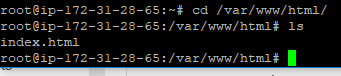 root@ip-172-31-28-65:~# cd /var/www/html/
root@ip-172-31-28-65:/var/www/html# ls
index.html
root@ip-172-31-28-65:/var/www/html#